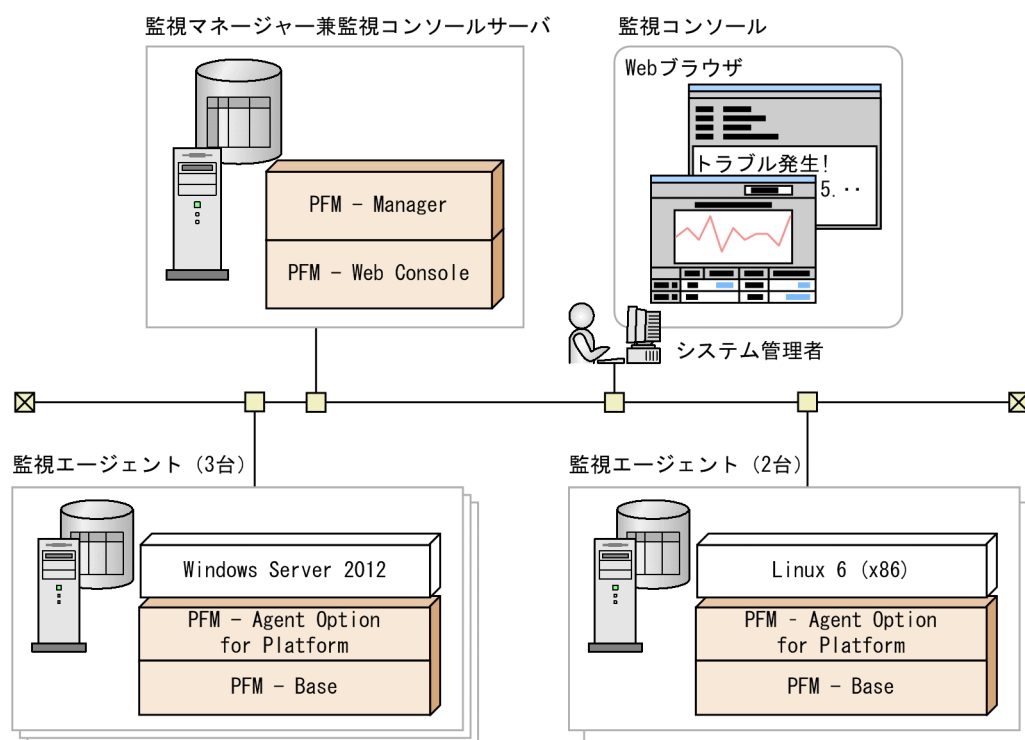 監視マネージャー兼監視コンソールサーバ
PFM - Manager
PFM - Web Console
監視コンソール
Webブラウザ
トラブル発生!
5. ‥
システム管理者
監視エージェント（3台）
Windows Server 2012
PFM - Agent Option
for Platform
PFM - Base
監視エージェント（2台）
Linux 6 (x86)
PFM - Agent Option
for Platform
PFM - Base